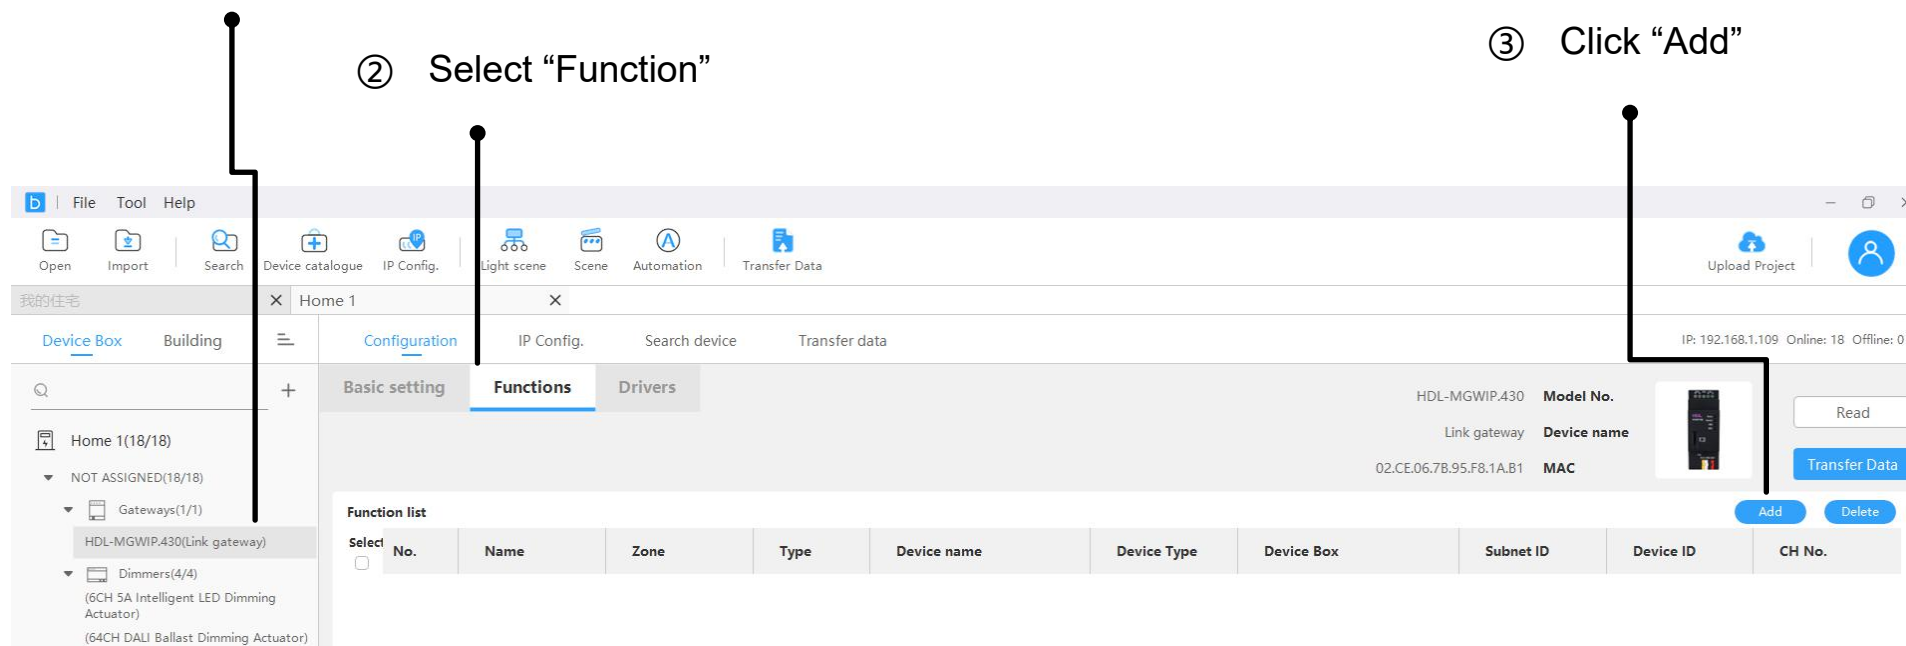 ③ Click “Add”
② Select “Function”
b | File Tool Help
Open Import Search Device catalogue IP Config. Light scene Scene Automation Transfer Data Upload Project
我的住宅 Home 1
Device Box Building Configuration IP Config. Search device Transfer data IP: 192.168.1.109 Online: 18 Offline: 0
Basic setting Functions Drivers
HDL-MGWIP.430 Model No. Read
Home 1(18/18) Link gateway Device name
NOT ASSIGNED(18/18) 02.CE.06.7B.95.F8.1A.B1 MAC Transfer Data
Gateways(1/1) Function list Add Delete
HDL-MGWIP.430(Link gateway) Select No. Name Zone Type Device name Device Type Device Box Subnet ID Device ID CH No.
Dimmers(4/4)
(6CH 5A Intelligent LED Dimming
Actuator)
(64CH DALI Ballast Dimming Actuator)